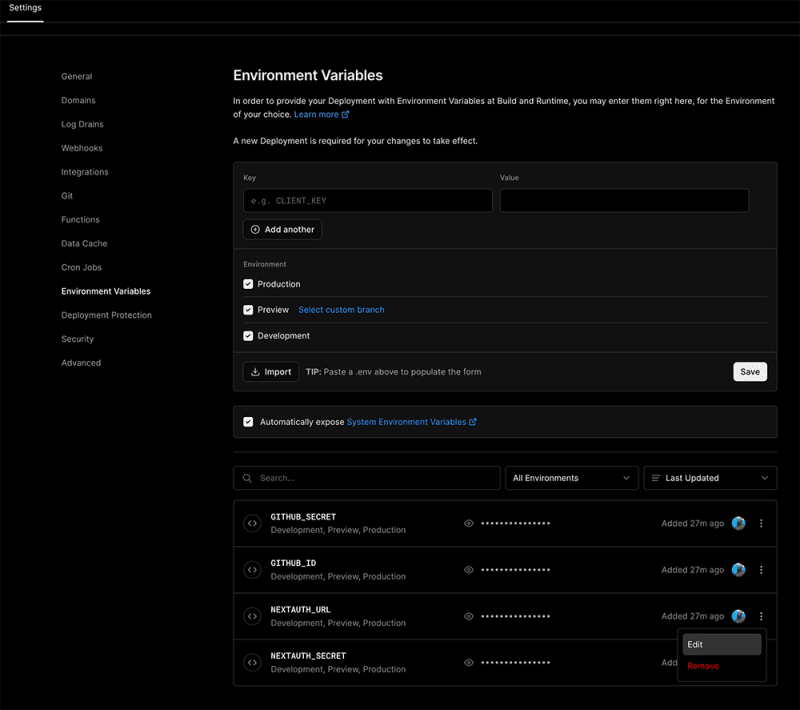 Settings
General
Domains
Log Drains
Webhooks
Integrations
Git
Functions
Data Cache
Cron Jobs
Environment Variables
Deployment Protection
Security
Advanced
Environment Variables
In order to provide your Deployment with Environment Variables at Build and Runtime, you may enter them right here, for the Environment
of your choice. Learn more
A new Deployment is required for your changes to take effect.
Key Value
e.g. CLIENT_KEY
Add another
Environment
Production
Preview Select custom branch
Development
Import TIP: Paste a .env above to populate the form Save
Automatically expose System Environment Variables
Search... All Environments Last Updated
GITHUB_SECRET
Development, Preview, Production
••••••••••••••• Added 27m ago
GITHUB_ID
Development, Preview, Production
••••••••••••••• Added 27m ago
NEXTAUTH_URL
Development, Preview, Production
••••••••••••••• Added 27m ago
NEXTAUTH_SECRET
Development, Preview, Production
••••••••••••••• Add
Edit
Remove